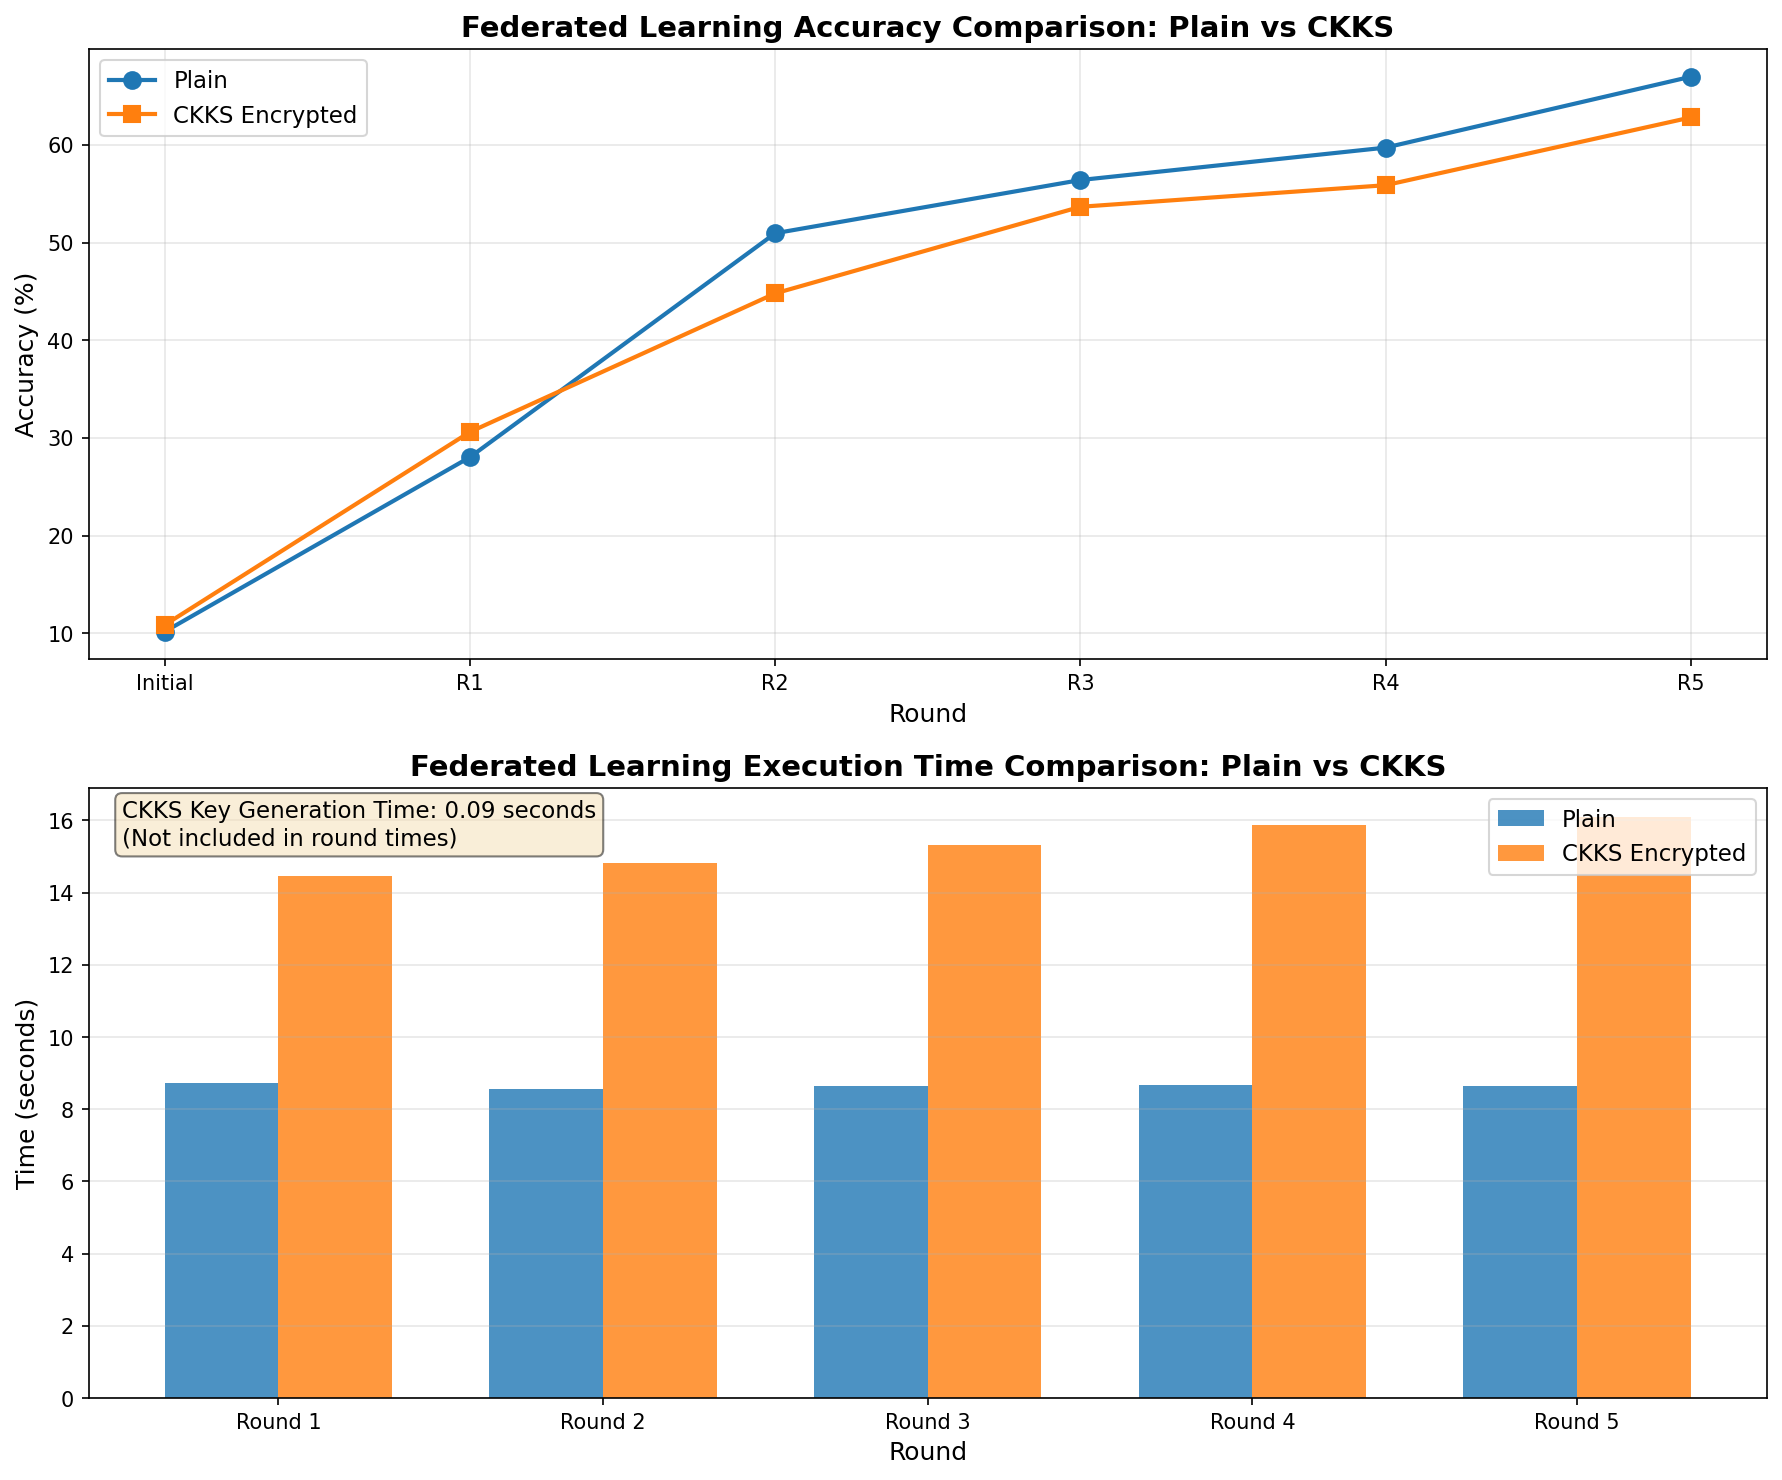 Federated Learning Accuracy Comparison: Plain vs CKKS
Plain
CKKS Encrypted
Accuracy (%)
60
50
40
30
20
10
Initial R1 R2 R3 R4 R5
Round
Federated Learning Execution Time Comparison: Plain vs CKKS
CKKS Key Generation Time: 0.09 seconds
(Not included in round times)
Plain
CKKS Encrypted
Time (seconds)
16
14
12
10
8
6
4
2
0
Round 1 Round 2 Round 3 Round 4 Round 5
Round